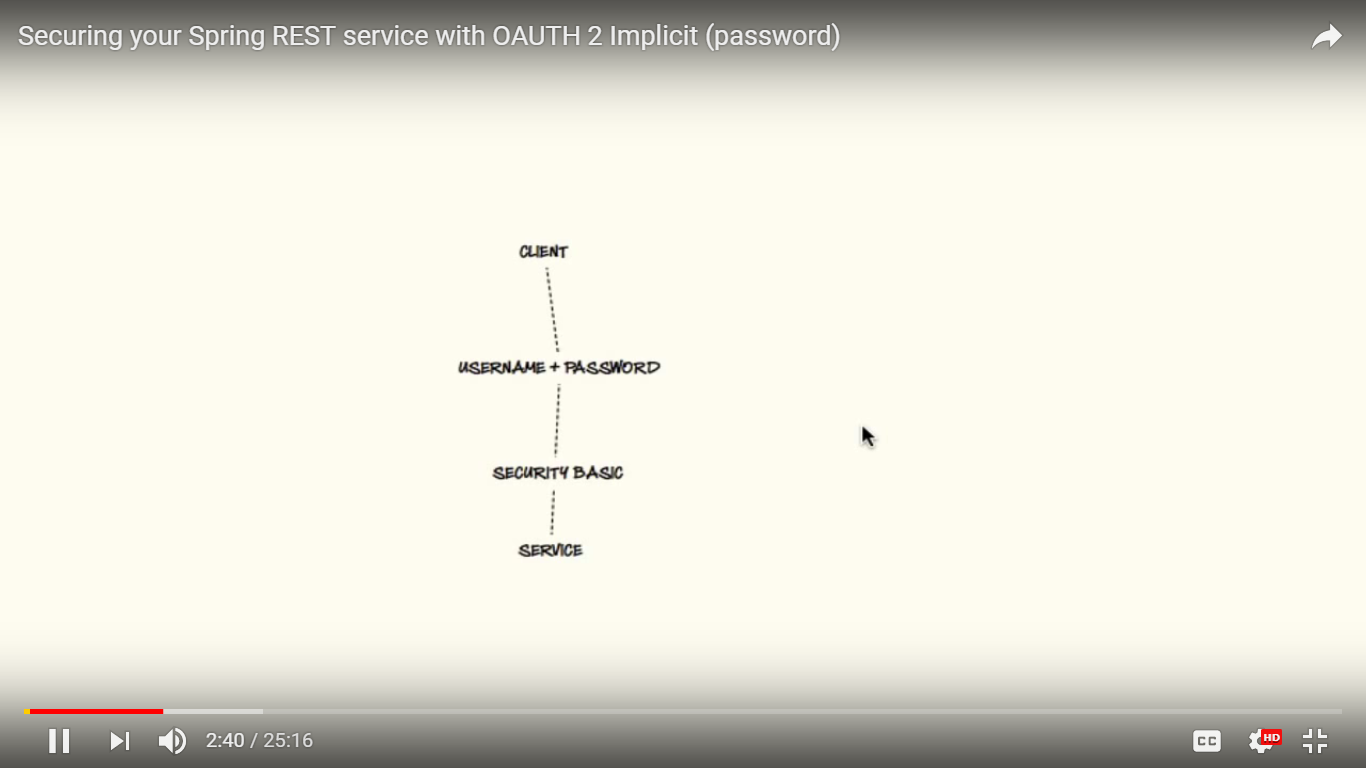 Securing your Spring REST service with OAUTH 2 Implicit (password)
CLIENT
USERNAME + PASSWORD
SECURITY BASIC
SERVICE
2:40 / 25:16
CC
HD